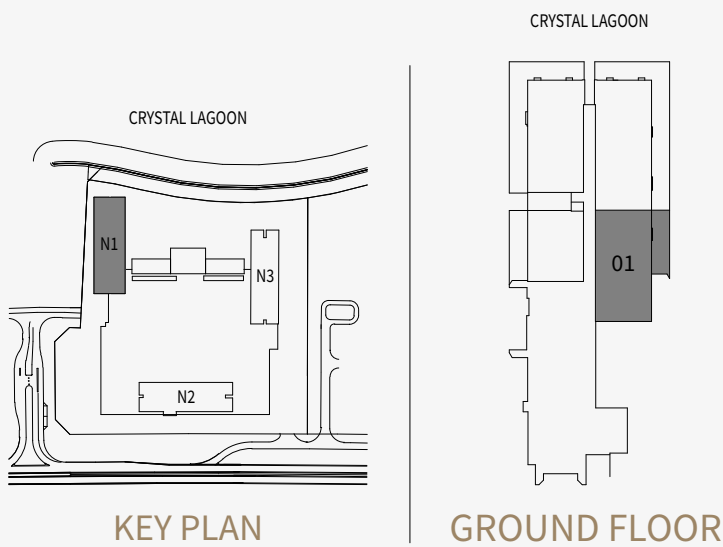 CRYSTAL LAGOON
N1
N3
N2
KEY PLAN
CRYSTAL LAGOON
01
GROUND FLOOR